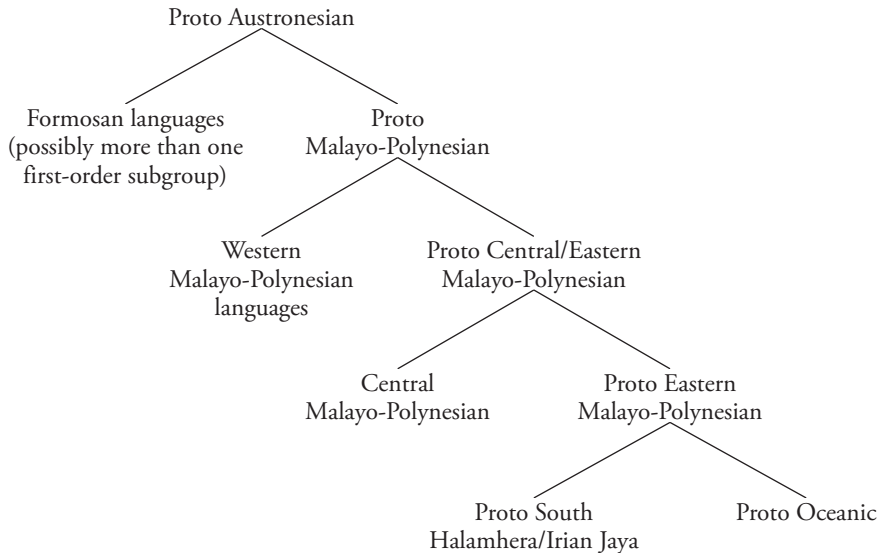 Proto Austronesian
Formosan languages
(possibly more than one
first-order subgroup)
Proto
Malayo-Polynesian
Western
Malayo-Polynesian
languages
Proto Central/Eastern
Malayo-Polynesian
Central
Malayo-Polynesian
Proto Eastern
Malayo-Polynesian
Proto South
Halamhera/Irian Jaya
Proto Oceanic